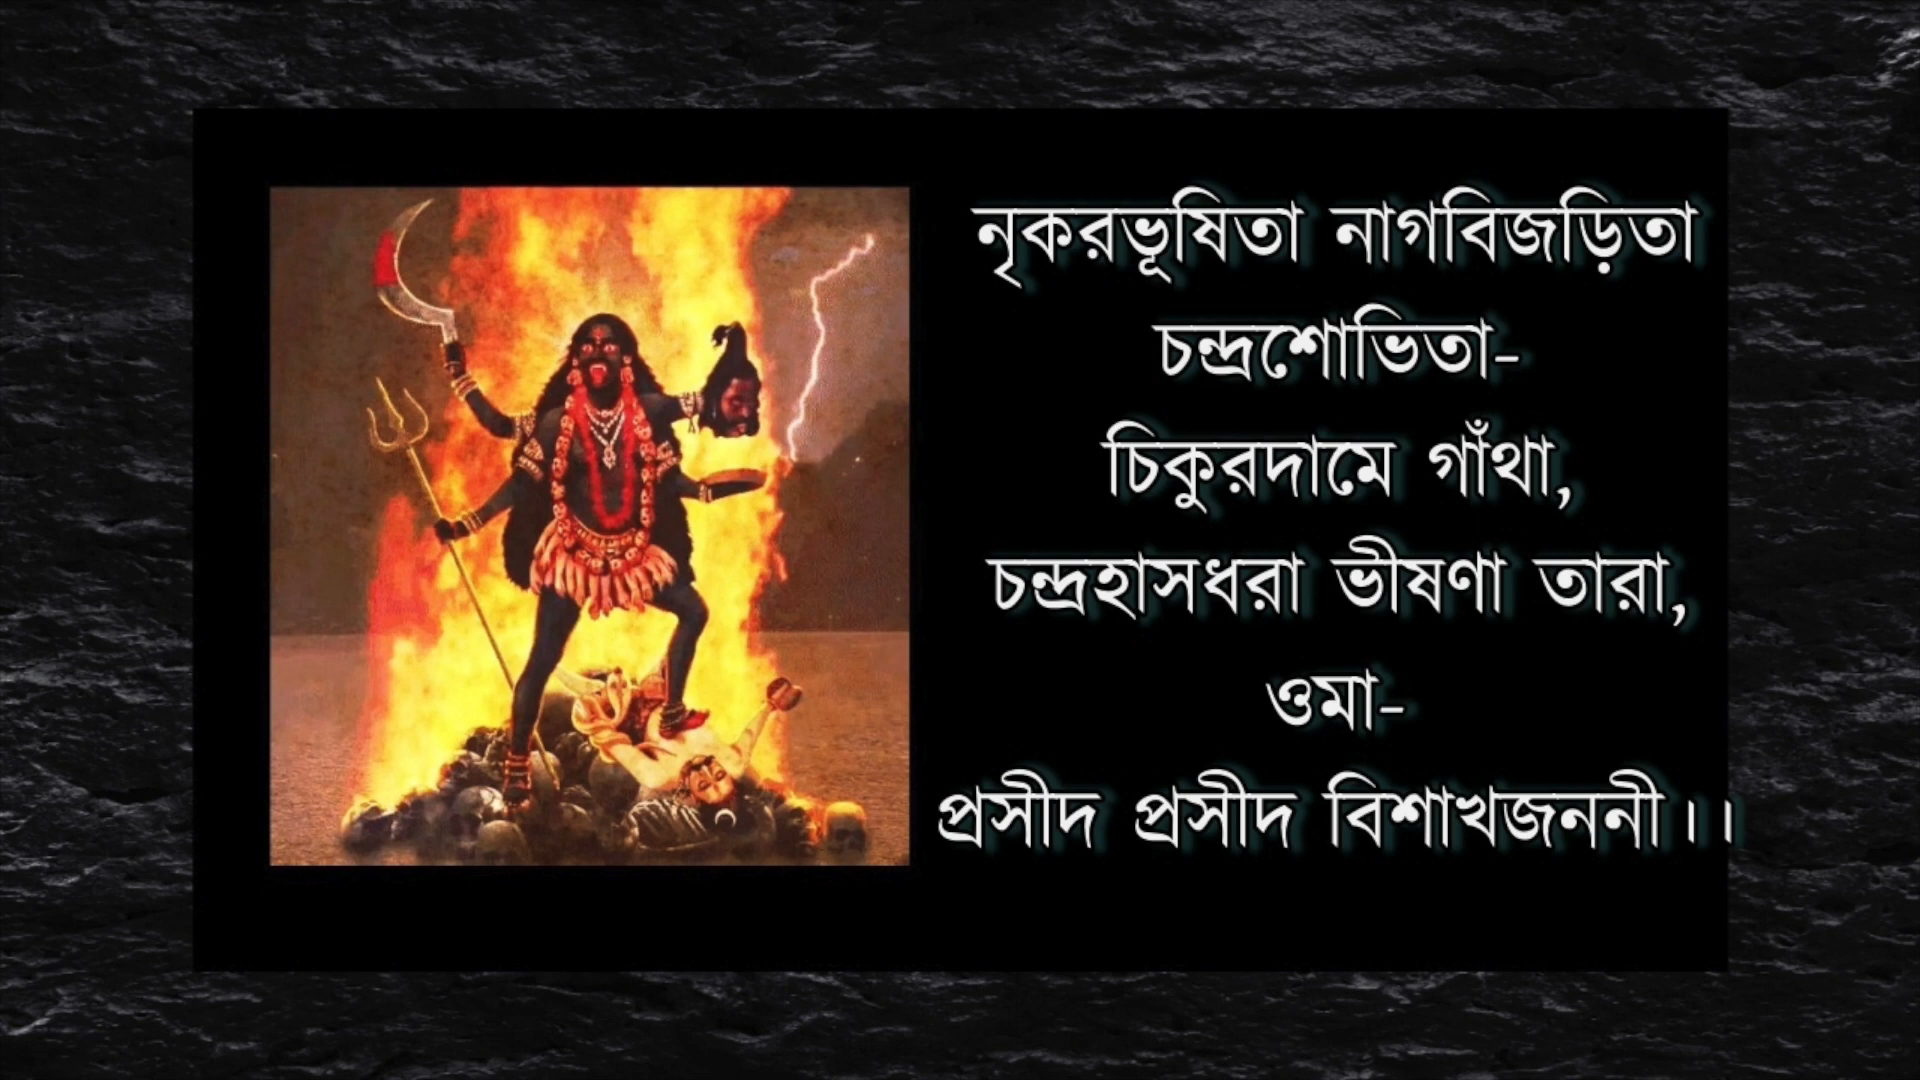 নৃকরভূষিতা নাগবিজড়িতা
চন্দ্রশোভিতা-
চিকুরদামে গাঁথা,
চন্দ্রহাসধরা ভীষণা তারা,
ওমা-
প্রসীদ প্রসীদ বিশাখজননী।।